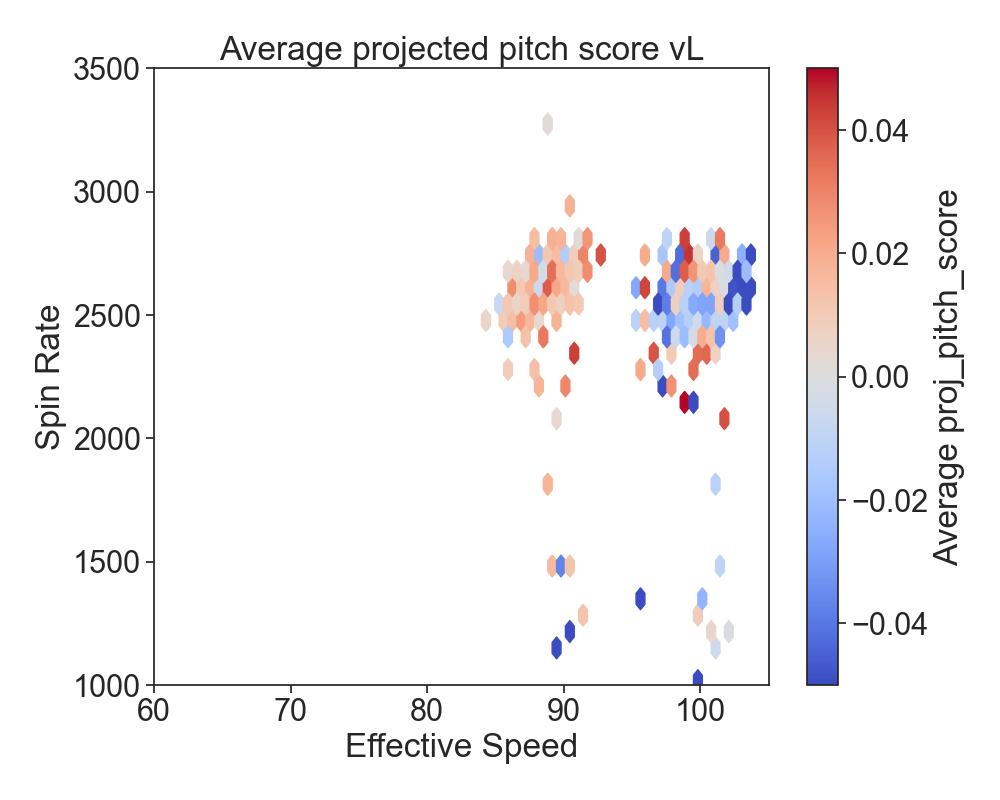 Average projected pitch score vL
3500
3000
2500
2000
1500
1000
Spin Rate
60 70 80 90 100
Effective Speed
0.04
0.02
0.00
−0.02
−0.04
Average proj_pitch_score